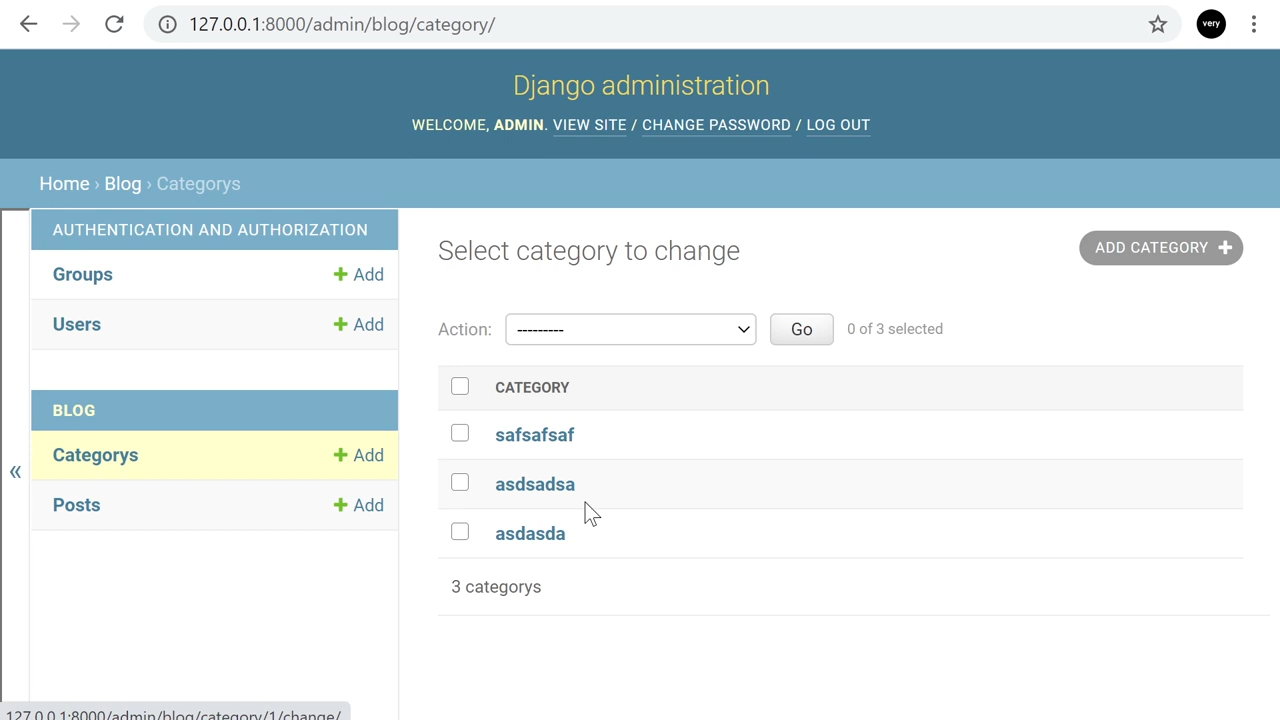 127.0.0.1:8000/admin/blog/category/
very
Django administration
WELCOME, ADMIN. VIEW SITE / CHANGE PASSWORD / LOG OUT
Home › Blog › Categorys
AUTHENTICATION AND AUTHORIZATION
Groups + Add
Users + Add
BLOG
Categorys + Add
Posts + Add
«
Select category to change
ADD CATEGORY +
Action: --------- Go 0 of 3 selected
CATEGORY
safsafsaf
asdsadsa
asdasda
3 categorys
127.0.0.1:8000/admin/blog/category/1/change/